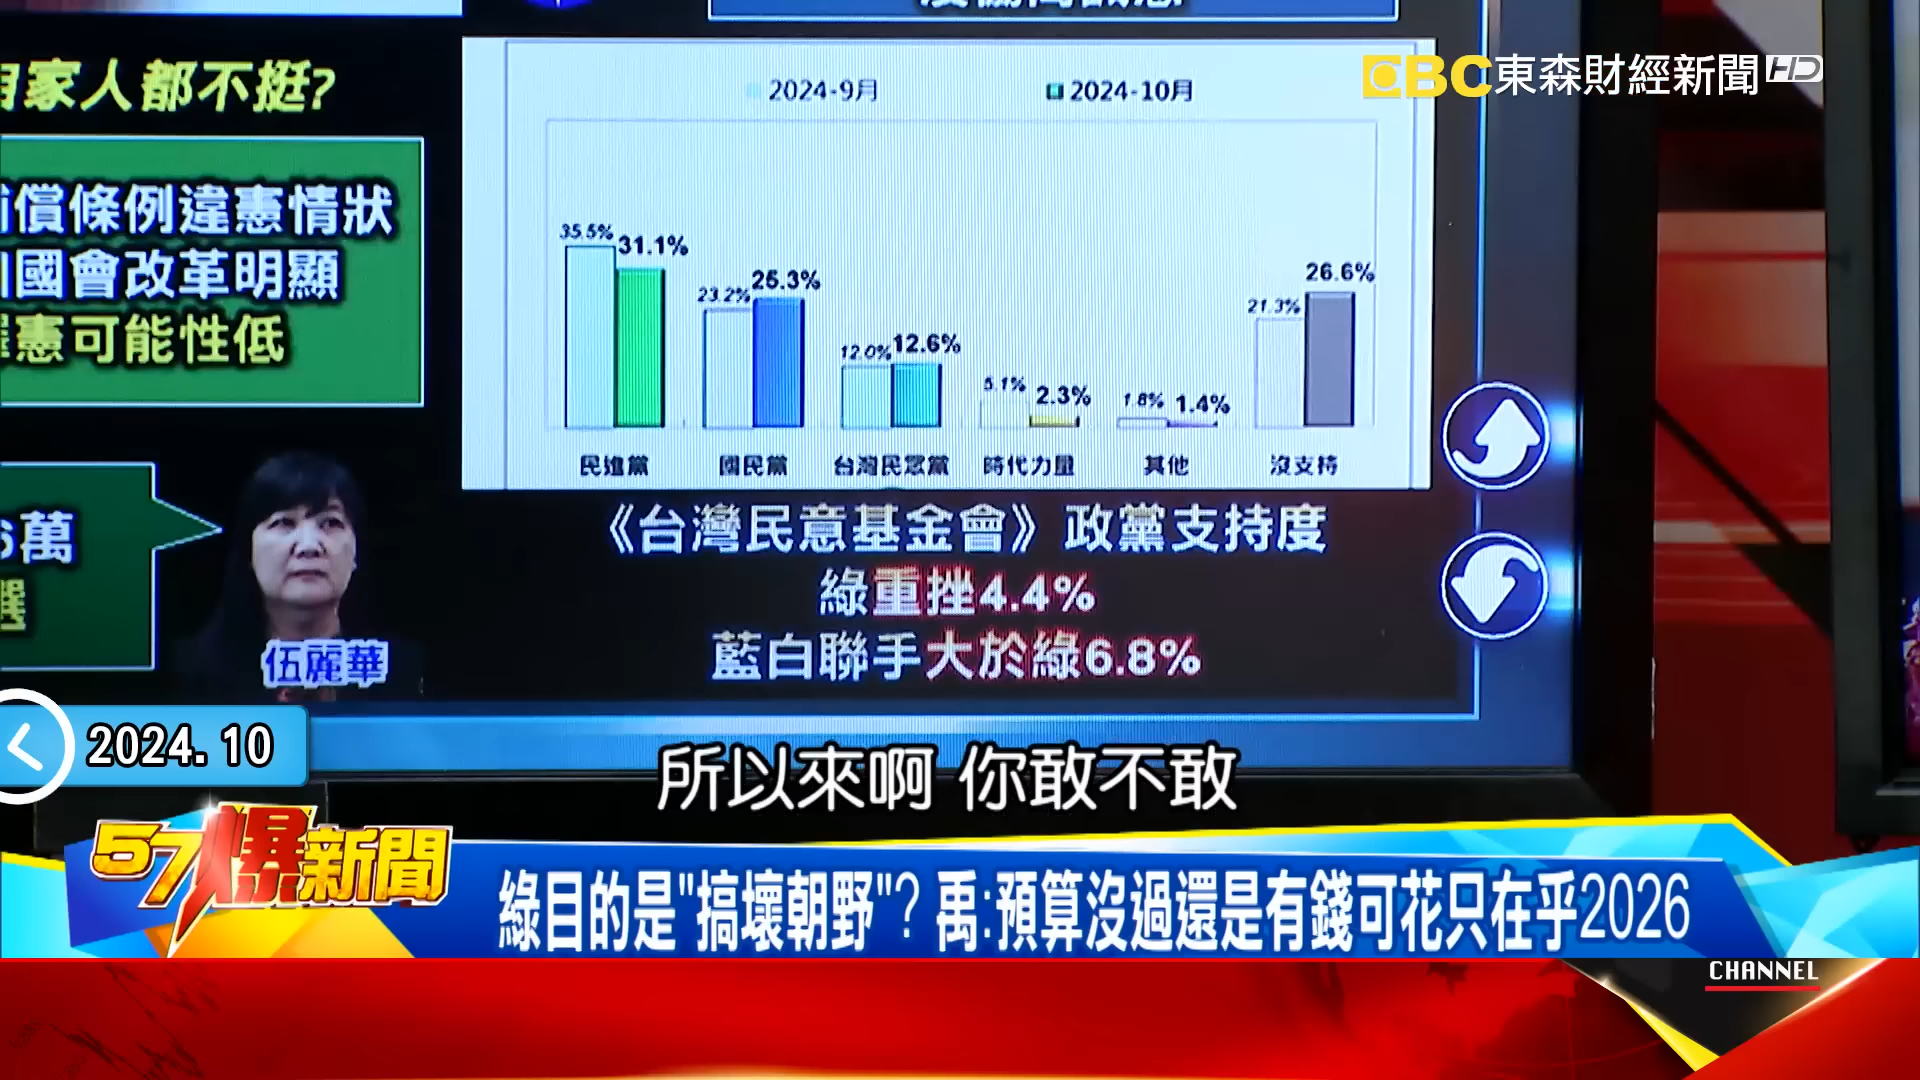 東森財經新聞HD
EBC
家人都不挺?
償條例違憲情狀
國會改革明顯
憲可能性低
萬
伍麗華
2024-9月
2024-10月
35.5% 31.1%
23.2% 25.3%
12.0% 12.6%
5.1% 2.3%
1.8% 1.4%
21.3% 26.6%
民進黨 國民黨 台灣民眾黨 時代力量 其他 沒支持
《台灣民意基金會》政黨支持度
綠重挫4.4%
藍白聯手大於綠6.8%
2024.10
所以來啊 你敢不敢
57爆新聞
綠目的是"搞壞朝野"? 禹:預算沒過還是有錢可花只在乎2026
CHANNEL